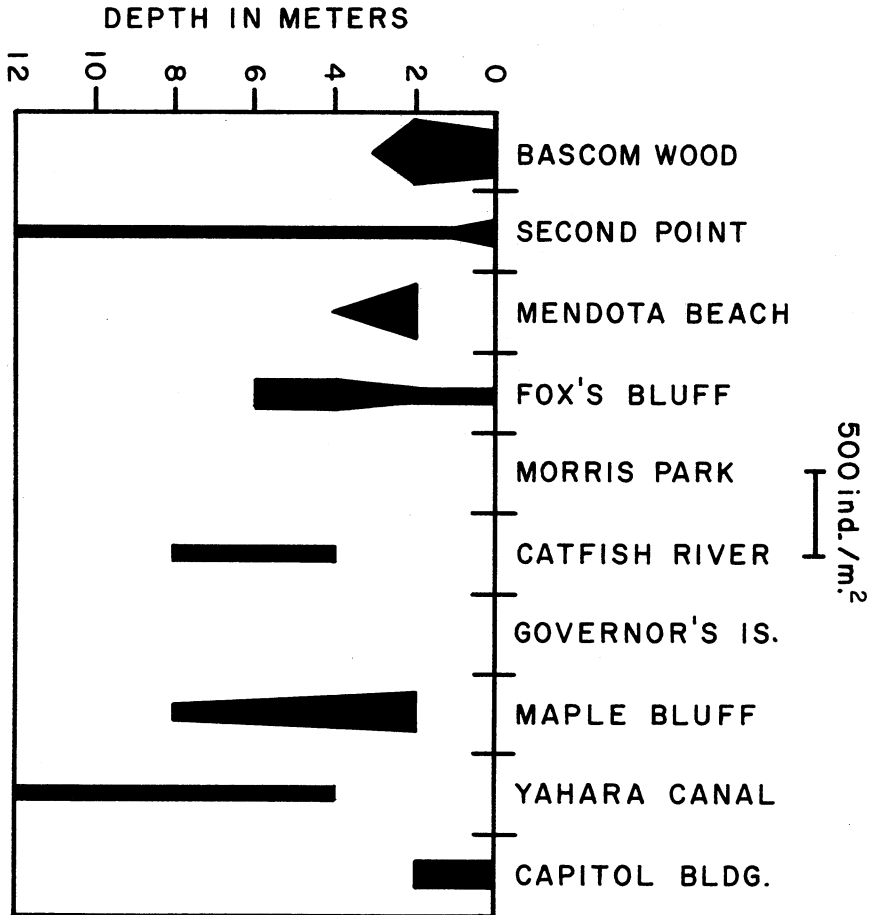 DEPTH IN METERS
12 10 8 6 4 2 0
BASCOM WOOD
SECOND POINT
MENDOTA BEACH
FOX'S BLUFF
MORRIS PARK
CATFISH RIVER
GOVERNOR'S IS.
MAPLE BLUFF
YAHARA CANAL
CAPITOL BLDG.
500 ind./m.²